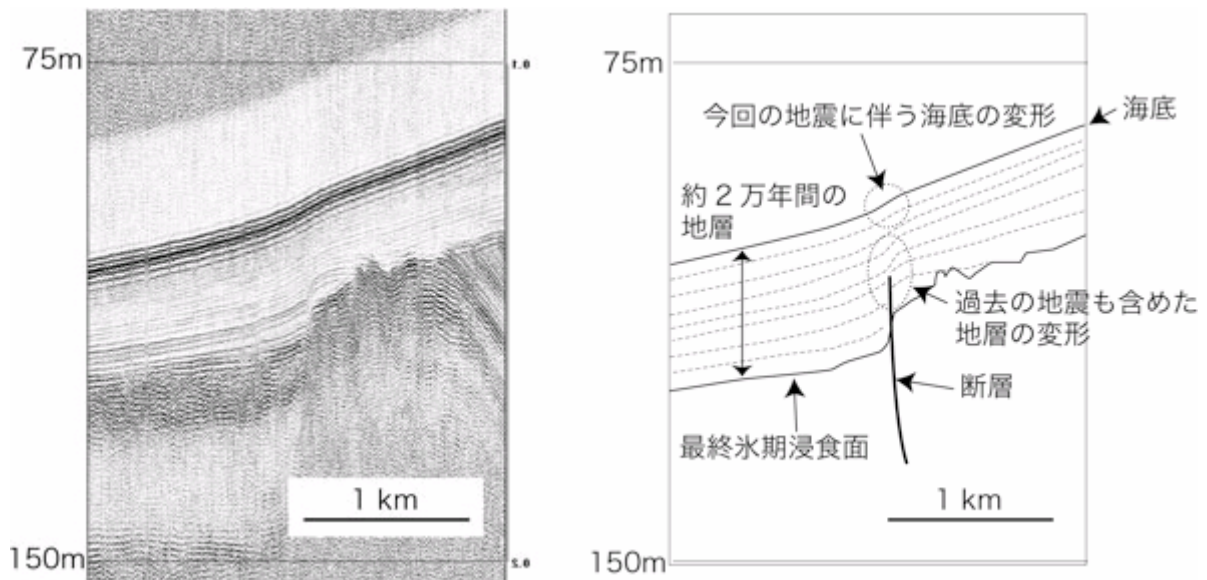 75m
1.0
1 km
150m
2.0
75m
今回の地震に伴う海底の変形
海底
約2万年間の
地層
過去の地震も含めた
地層の変形
断層
最終氷期浸食面
1 km
150m